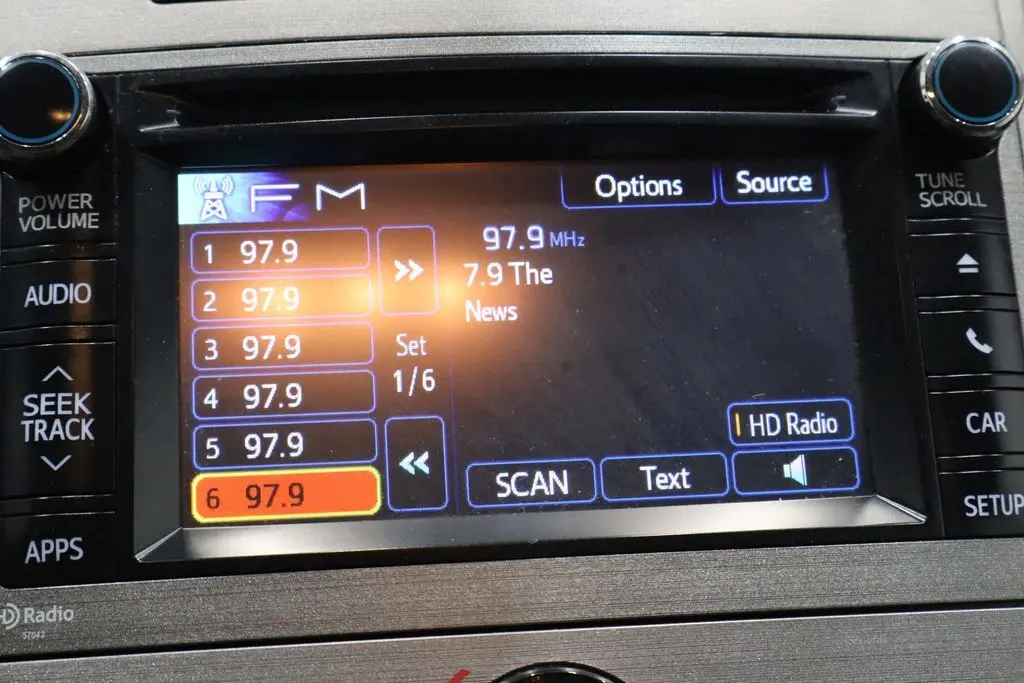 POWER
VOLUME
AUDIO
SEEK
TRACK
APPS
FM
Options
Source
1 97.9
2 97.9
3 97.9
4 97.9
5 97.9
6 97.9
Set
1/6
97.9 MHz
7.9 The
News
HD Radio
SCAN
Text
TUNE
SCROLL
CAR
SETUP
HD Radio
57043